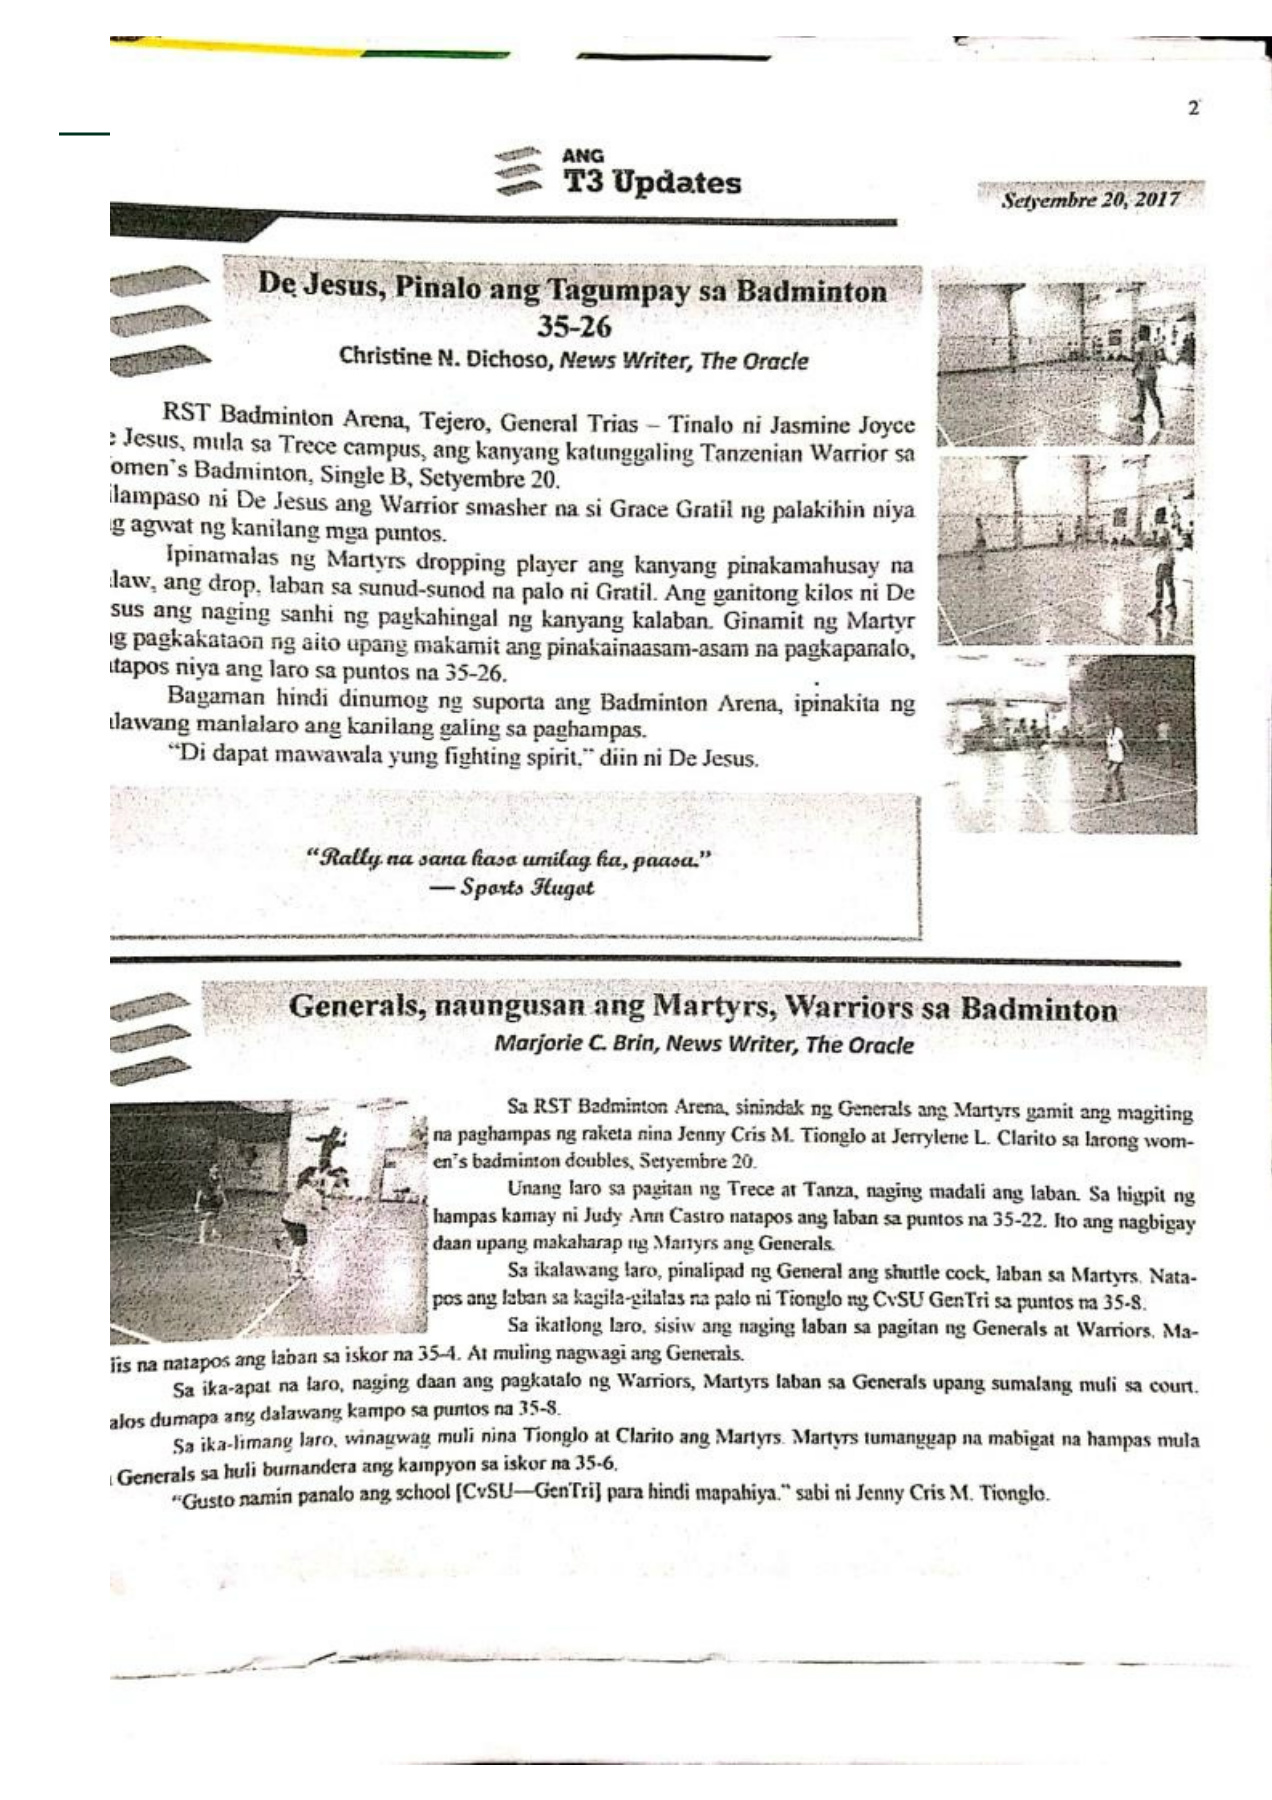 2
ANG
T3 Updates
Setyembre 20, 2017
De Jesus, Pinalo ang Tagumpay sa Badminton
35-26
Christine N. Dichoso, News Writer, The Oracle
RST Badminton Arena, Tejero, General Trias – Tinalo ni Jasmine Joyce
e Jesus, mula sa Trece campus, ang kanyang katunggaling Tanzenian Warrior sa
omen's Badminton, Single B, Setyembre 20.
ilampaso ni De Jesus ang Warrior smasher na si Grace Gratil ng palakihin niya
g agwat ng kanilang mga puntos.
Ipinamalas ng Martyrs dropping player ang kanyang pinakamahusay na
law, ang drop, laban sa sunud-sunod na palo ni Gratil. Ang ganitong kilos ni De
sus ang naging sanhi ng pagkahingal ng kanyang kalaban. Ginamit ng Martyr
g pagkakataon ng aito upang makamit ang pinakainaasam-asam na pagkapanalo,
tapos niya ang laro sa puntos na 35-26.
Bagaman hindi dinumog ng suporta ang Badminton Arena, ipinakita ng
lawang manlalaro ang kanilang galing sa paghampas.
“Di dapat mawawala yung fighting spirit,” diin ni De Jesus.
“Rally na sana kaso umilag ka, paasa.”
— Sports Hugot
Generals, naungusan ang Martyrs, Warriors sa Badminton
Marjorie C. Brin, News Writer, The Oracle
Sa RST Badminton Arena, sinindak ng Generals ang Martyrs gamit ang magiting
na paghampas ng raketa nina Jenny Cris M. Tionglo at Jerrylene L. Clarito sa larong wom-
en's badminton doubles, Setyembre 20.
Unang laro sa pagitan ng Trece at Tanza, naging madali ang laban. Sa higpit ng
hampas kamay ni Judy Ann Castro natapos ang laban sa puntos na 35-22. Ito ang nagbigay
daan upang makaharap ng Martyrs ang Generals.
Sa ikalawang laro, pinalipad ng General ang shuttle cock, laban sa Martyrs. Nata-
pos ang laban sa kagila-gilalas na palo ni Tionglo ng CvSU GenTri sa puntos na 35-8.
Sa ikatlong laro, sisiw ang naging laban sa pagitan ng Generals at Warriors. Ma-
lis na natapos ang laban sa iskor na 35-4. At muling nagwagi ang Generals.
Sa ika-apat na laro, naging daan ang pagkatalo ng Warriors, Martyrs laban sa Generals upang sumalang muli sa court.
alos dumapa ang dalawang kampo sa puntos na 35-8.
Sa ika-limang laro, winagwag muli nina Tionglo at Clarito ang Martyrs. Martyrs tumanggap na mabigat na hampas mula
Generals sa huli bumandera ang kampyon sa iskor na 35-6.
“Gusto namin panalo ang school [CvSU—GenTri] para hindi mapahiya.” sabi ni Jenny Cris M. Tionglo.